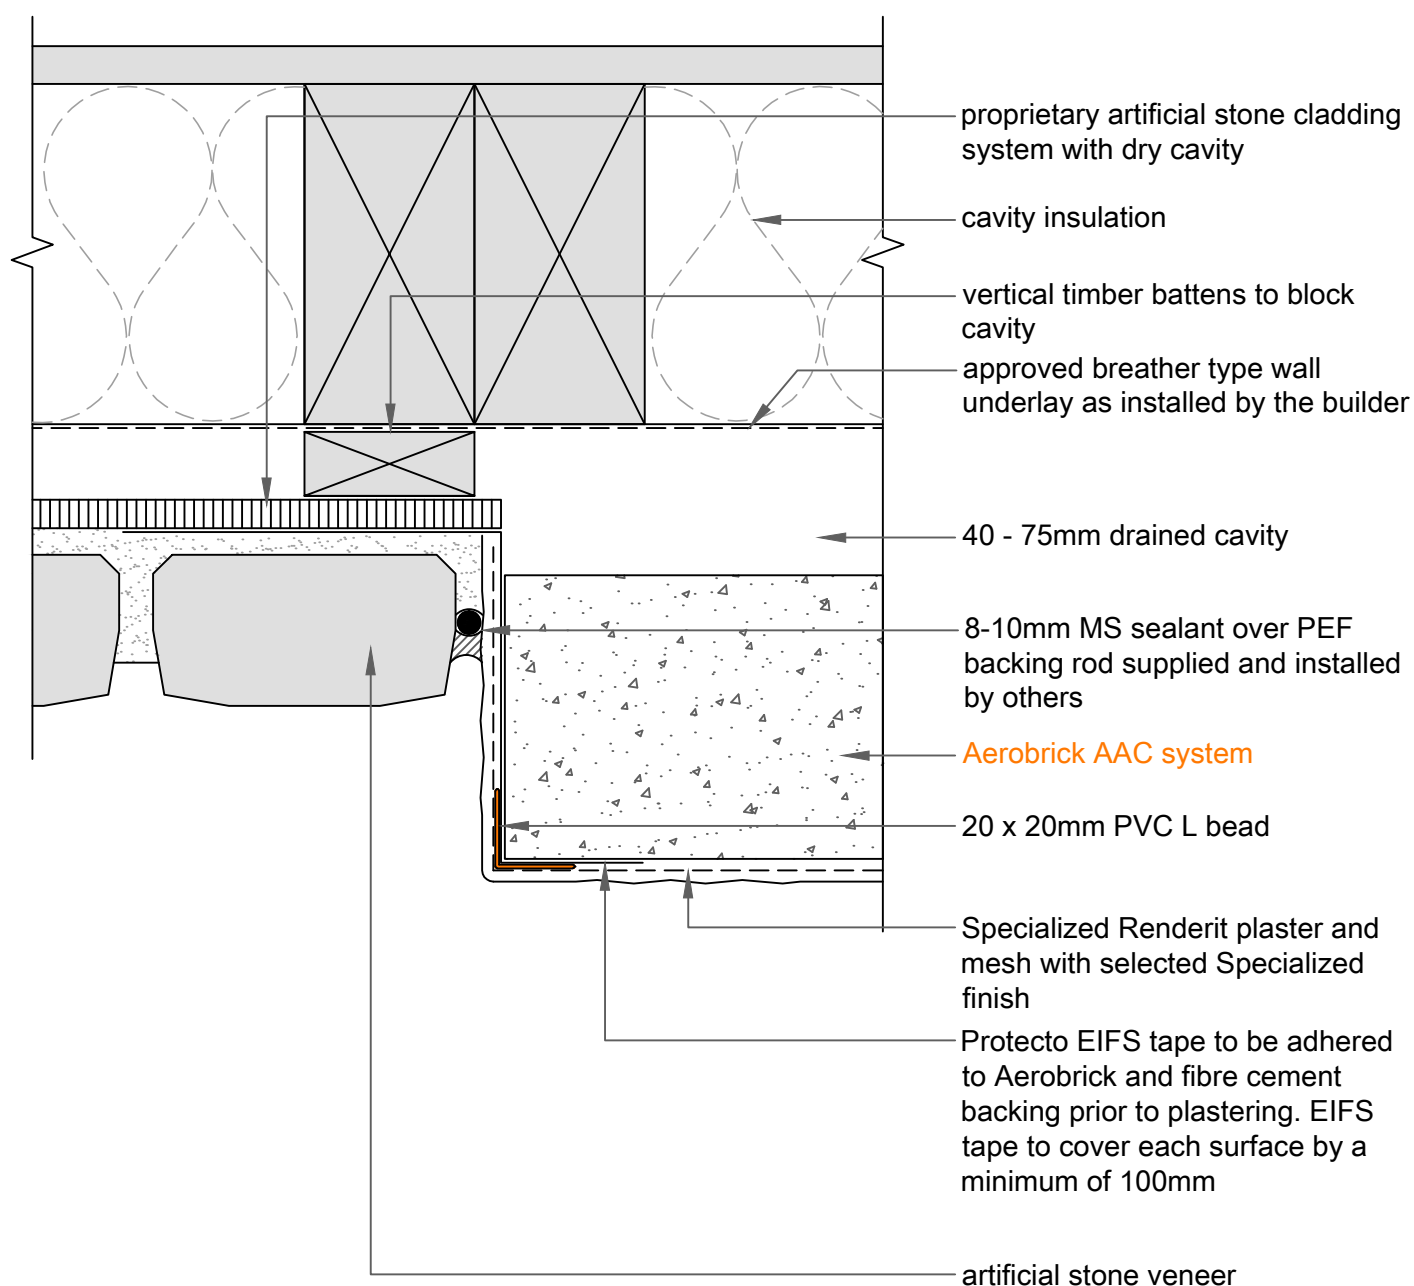 proprietary artificial stone cladding
system with dry cavity
cavity insulation
vertical timber battens to block
cavity
approved breather type wall
underlay as installed by the builder
40 - 75mm drained cavity
8-10mm MS sealant over PEF
backing rod supplied and installed
by others
Aerobrick AAC system
20 x 20mm PVC L bead
Specialized Renderit plaster and
mesh with selected Specialized
finish
Protecto EIFS tape to be adhered
to Aerobrick and fibre cement
backing prior to plastering. EIFS
tape to cover each surface by a
minimum of 100mm
artificial stone veneer